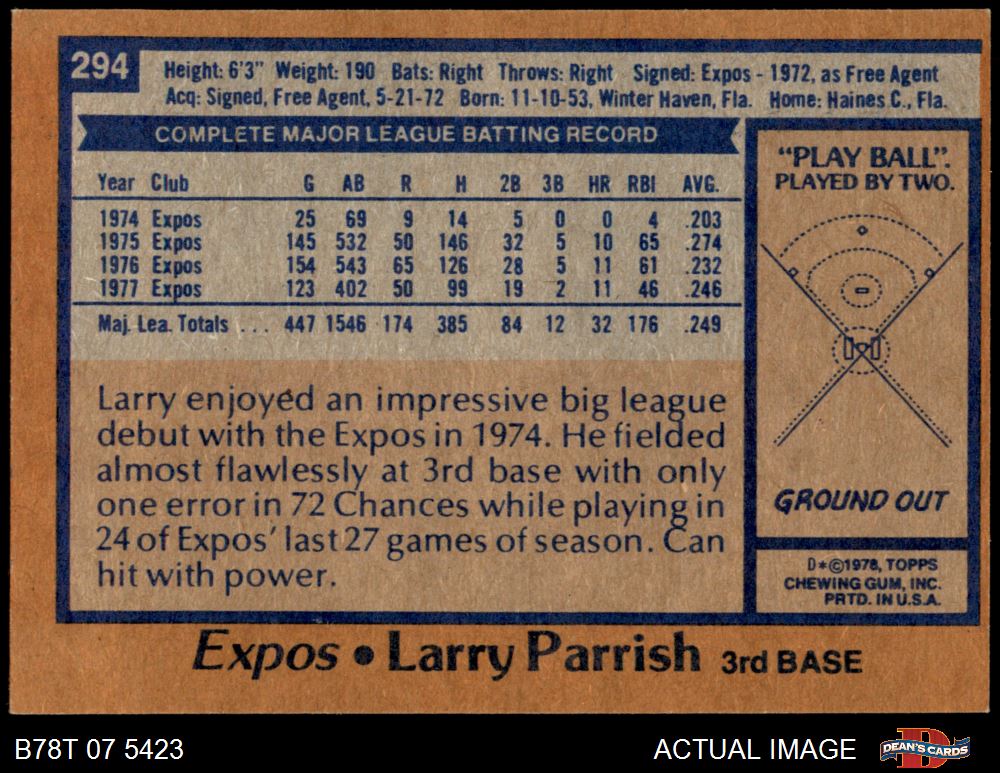 294
Height: 6'3" Weight: 190 Bats: Right Throws: Right Signed: Expos - 1972, as Free Agent
Acq: Signed, Free Agent, 5-21-72 Born: 11-10-53, Winter Haven, Fla. Home: Haines C., Fla.
COMPLETE MAJOR LEAGUE BATTING RECORD
Year Club G AB R H 2B 3B HR RBI AVG.
1974 Expos 25 69 9 14 5 0 0 4 .203
1975 Expos 145 532 50 146 32 5 10 65 .274
1976 Expos 154 543 65 126 28 5 11 61 .232
1977 Expos 123 402 50 99 19 2 11 46 .246
Maj. Lea. Totals ... 447 1546 174 385 84 12 32 176 .249
Larry enjoyed an impressive big league
debut with the Expos in 1974. He fielded
almost flawlessly at 3rd base with only
one error in 72 Chances while playing in
24 of Expos' last 27 games of season. Can
hit with power.
"PLAY BALL".
PLAYED BY TWO.
GROUND OUT
D*©1978, TOPPS
CHEWING GUM, INC.
PRTD. IN U.S.A.
Expos • Larry Parrish 3rd BASE
B78T 07 5423
ACTUAL IMAGE
DEAN'S CARDS